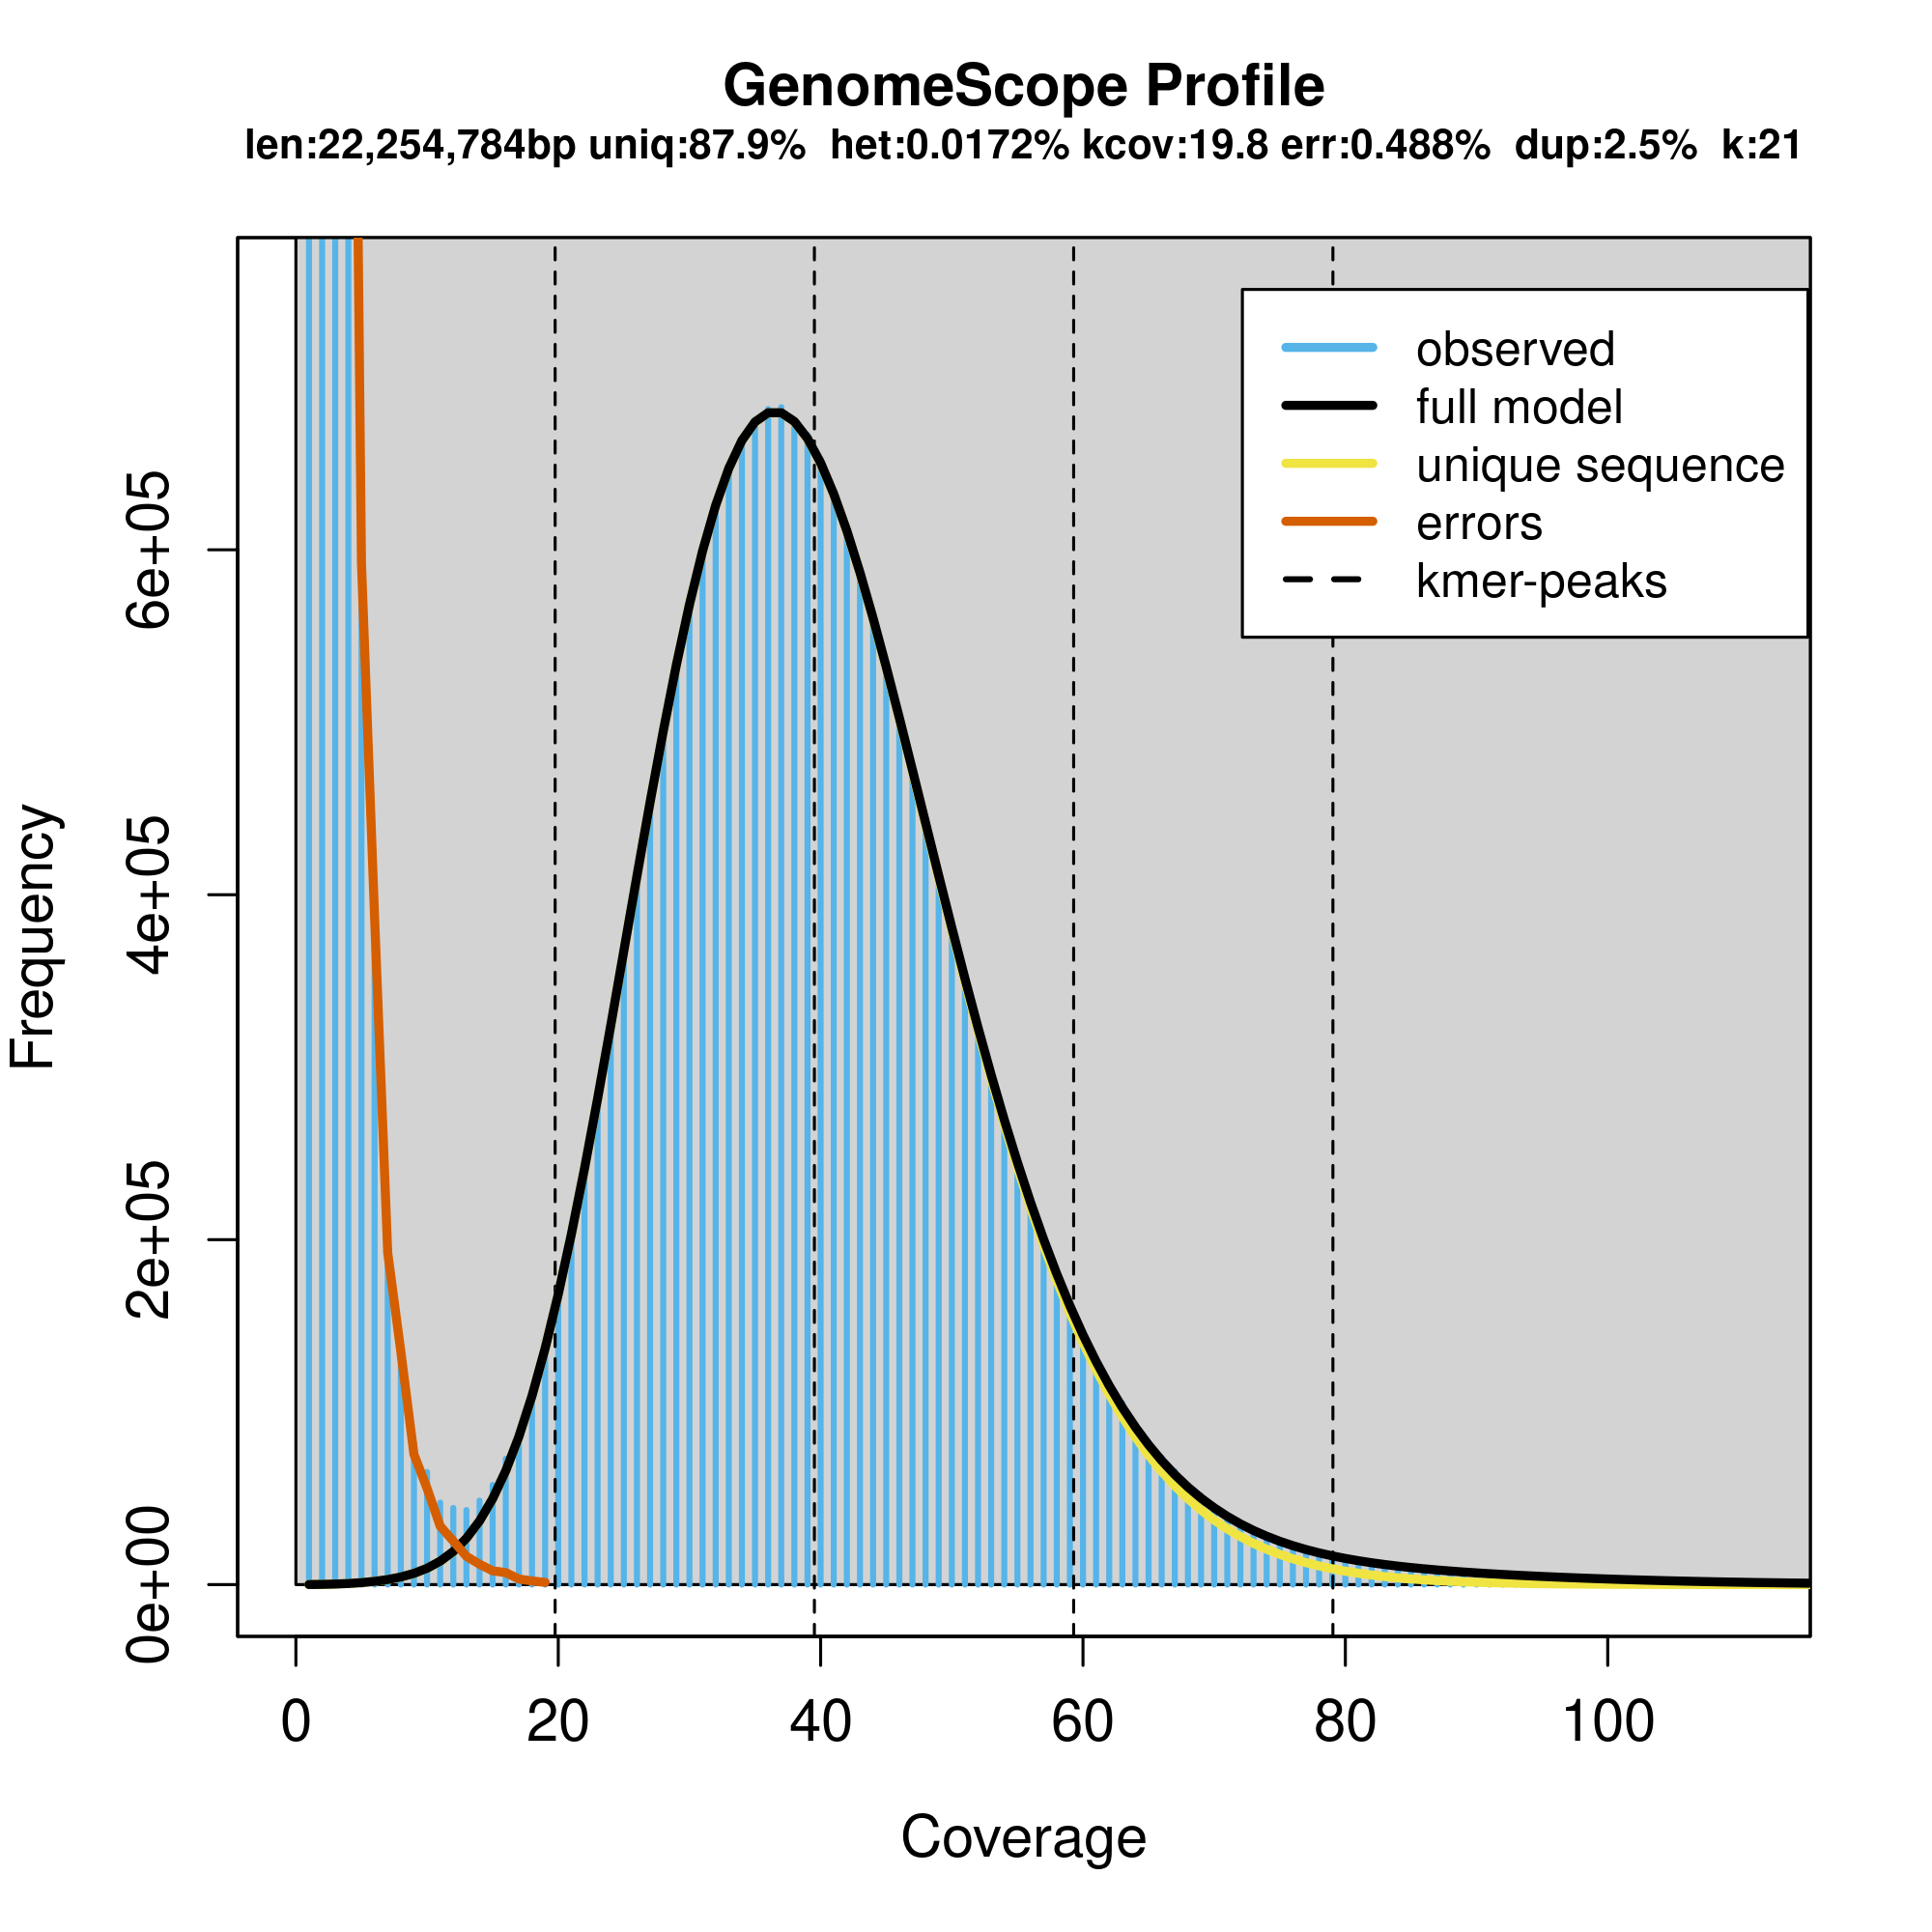 GenomeScope Profile
len:22,254,784bp uniq:87.9% het:0.0172% kcov:19.8 err:0.488% dup:2.5% k:21
observed
full model
unique sequence
errors
kmer-peaks
Frequency
6e+05
4e+05
2e+05
0e+00
0 20 40 60 80 100
Coverage